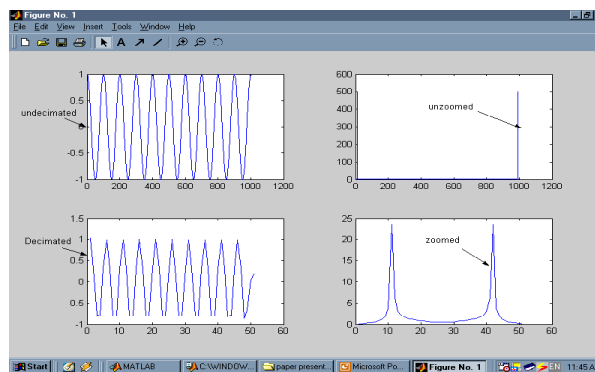 Figure No. 1
File Edit View Insert Tools Window Help
A
1
0.5
0
-0.5
-1
0 200 400 600 800 1000 1200
undecimated
600
500
400
300
200
100
0
0 200 400 600 800 1000 1200
unzoomed
1.5
1
0.5
0
-0.5
-1
0 10 20 30 40 50 60
Decimated
25
20
15
10
5
0
0 10 20 30 40 50 60
zoomed
Start MATLAB C:\WINDOW... paper present... Microsoft Po... Figure No. 1 EN 11:45 A